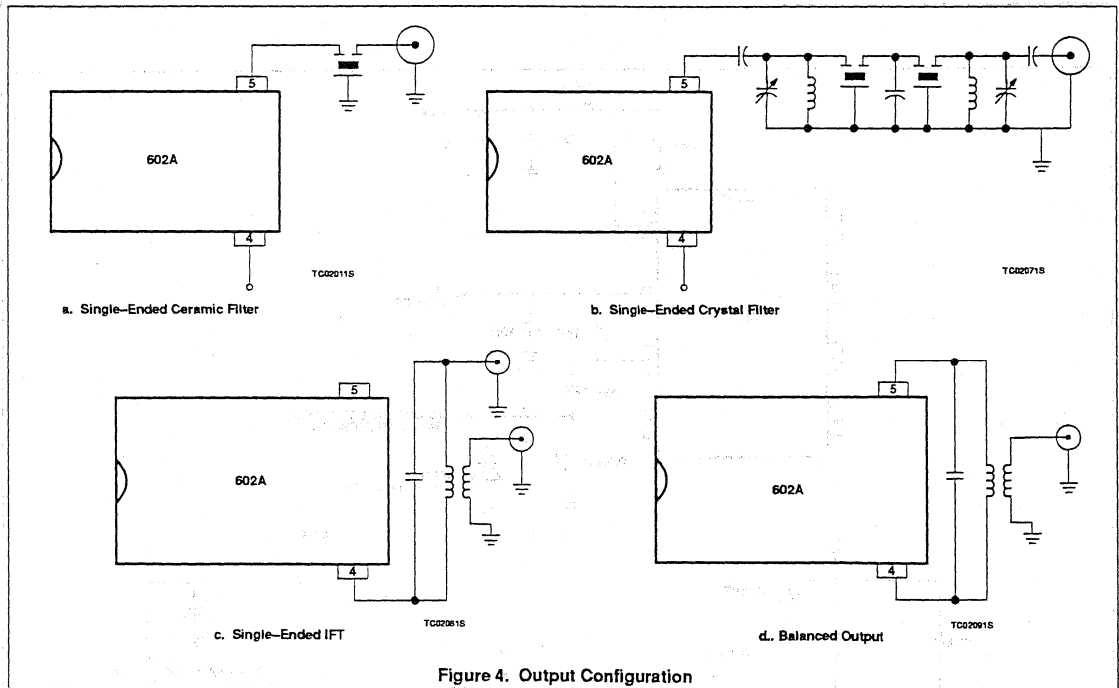 5
602A
4
TC02011S
a. Single–Ended Ceramic Filter
5
602A
4
TC02071S
b. Single–Ended Crystal Filter
5
602A
4
TC02081S
c. Single–Ended IFT
5
602A
4
TC02091S
d.. Balanced Output
Figure 4. Output Configuration